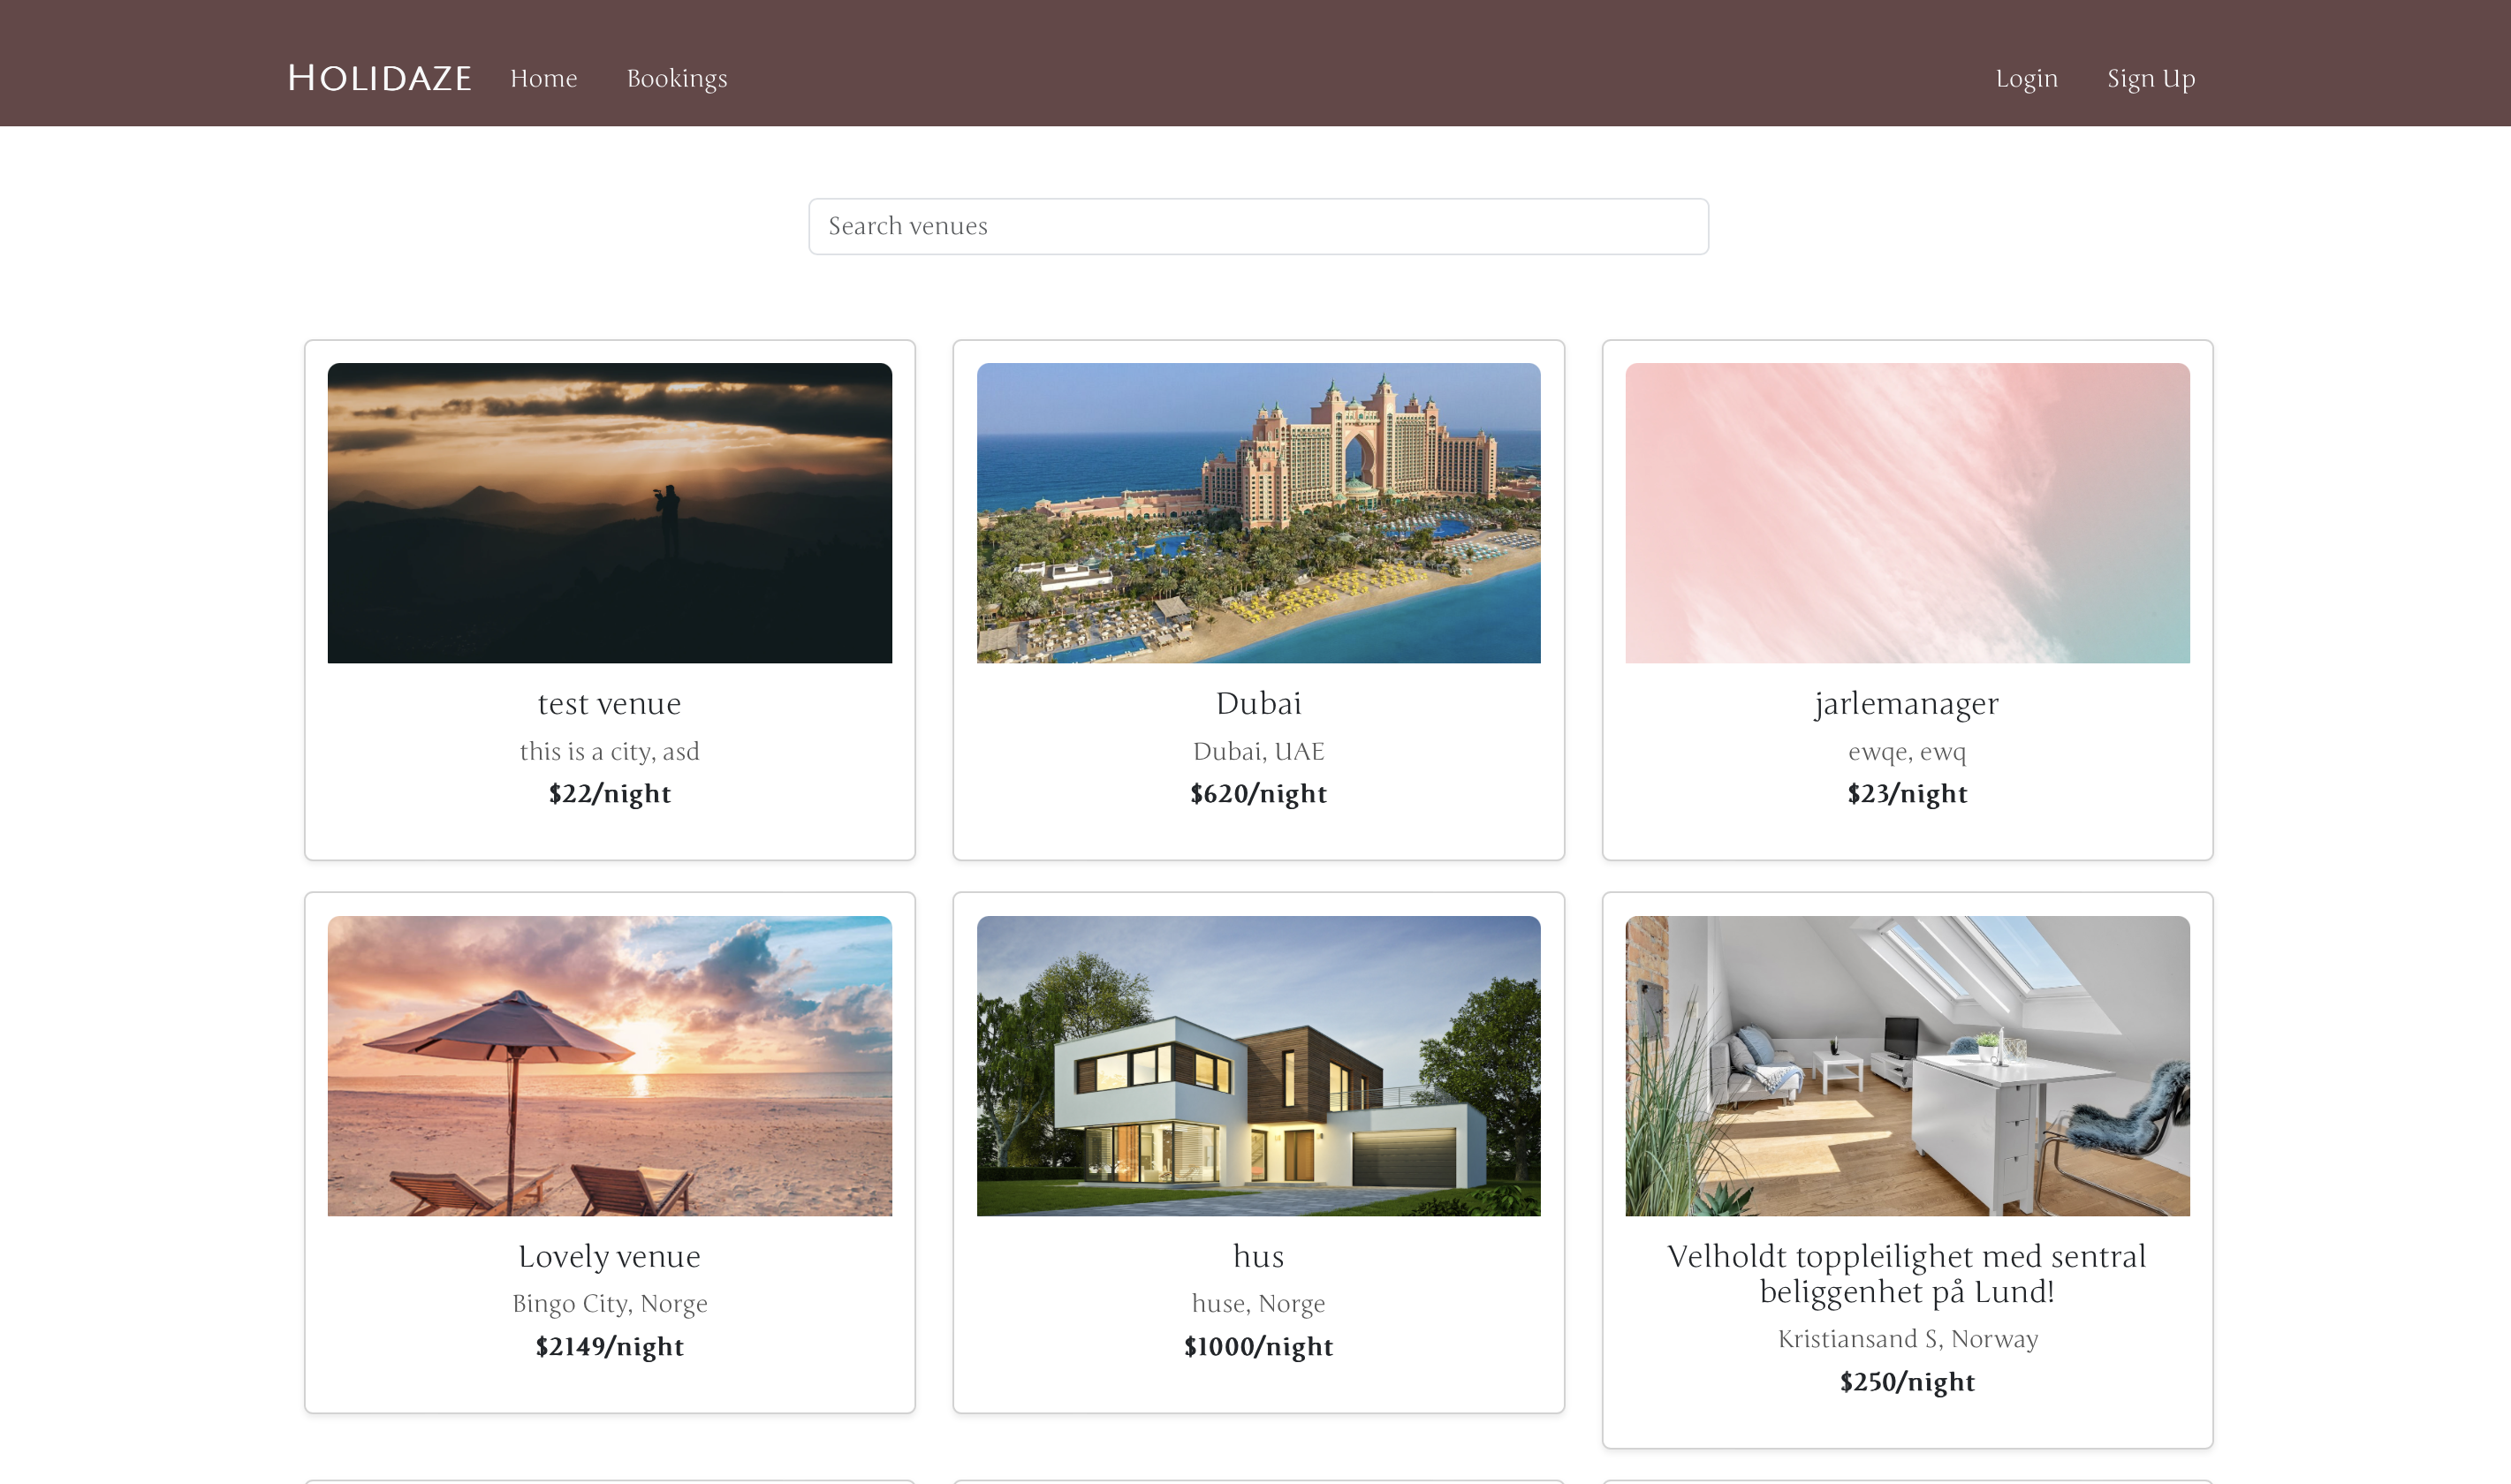 HOLIDAZE Home Bookings Login Sign Up
Search venues
test venue
this is a city, asd
$22/night
Dubai
Dubai, UAE
$620/night
jarlemanager
ewqe, ewq
$23/night
Lovely venue
Bingo City, Norge
$2149/night
hus
huse, Norge
$1000/night
Velholdt toppleilighet med sentral
beliggenhet på Lund!
Kristiansand S, Norway
$250/night